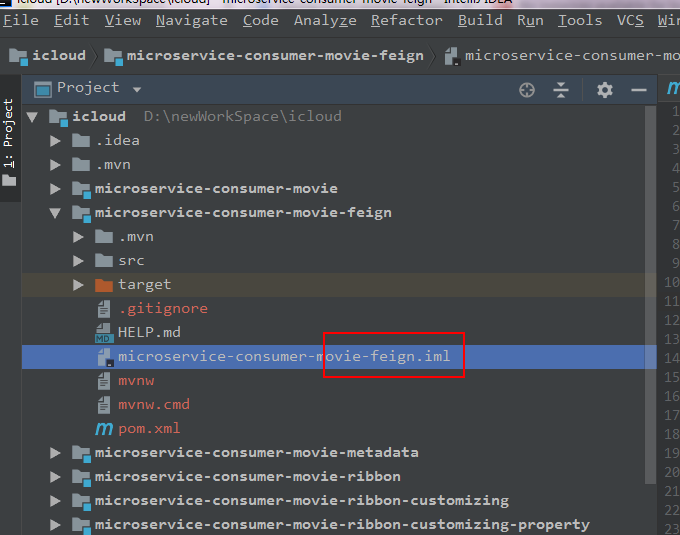 icloud [D:\newWorkSpace\icloud] - microservice-consumer-movie-feign - IntelliJ IDEA
File Edit View Navigate Code Analyze Refactor Build Run Tools VCS Win
icloud microservice-consumer-movie-feign microservice-consumer-mo
1: Project
Project
icloud D:\newWorkSpace\icloud
.idea
.mvn
microservice-consumer-movie
microservice-consumer-movie-feign
.mvn
src
target
.gitignore
MD HELP.md
microservice-consumer-movie-feign.iml
mvnw
mvnw.cmd
m pom.xml
microservice-consumer-movie-metadata
microservice-consumer-movie-ribbon
microservice-consumer-movie-ribbon-customizing
microservice-consumer-movie-ribbon-customizing-property
m
1
2
3
4
5
6
7
8
9
10
11
12
13
14
15
16
17
18
19
20
21
22
23